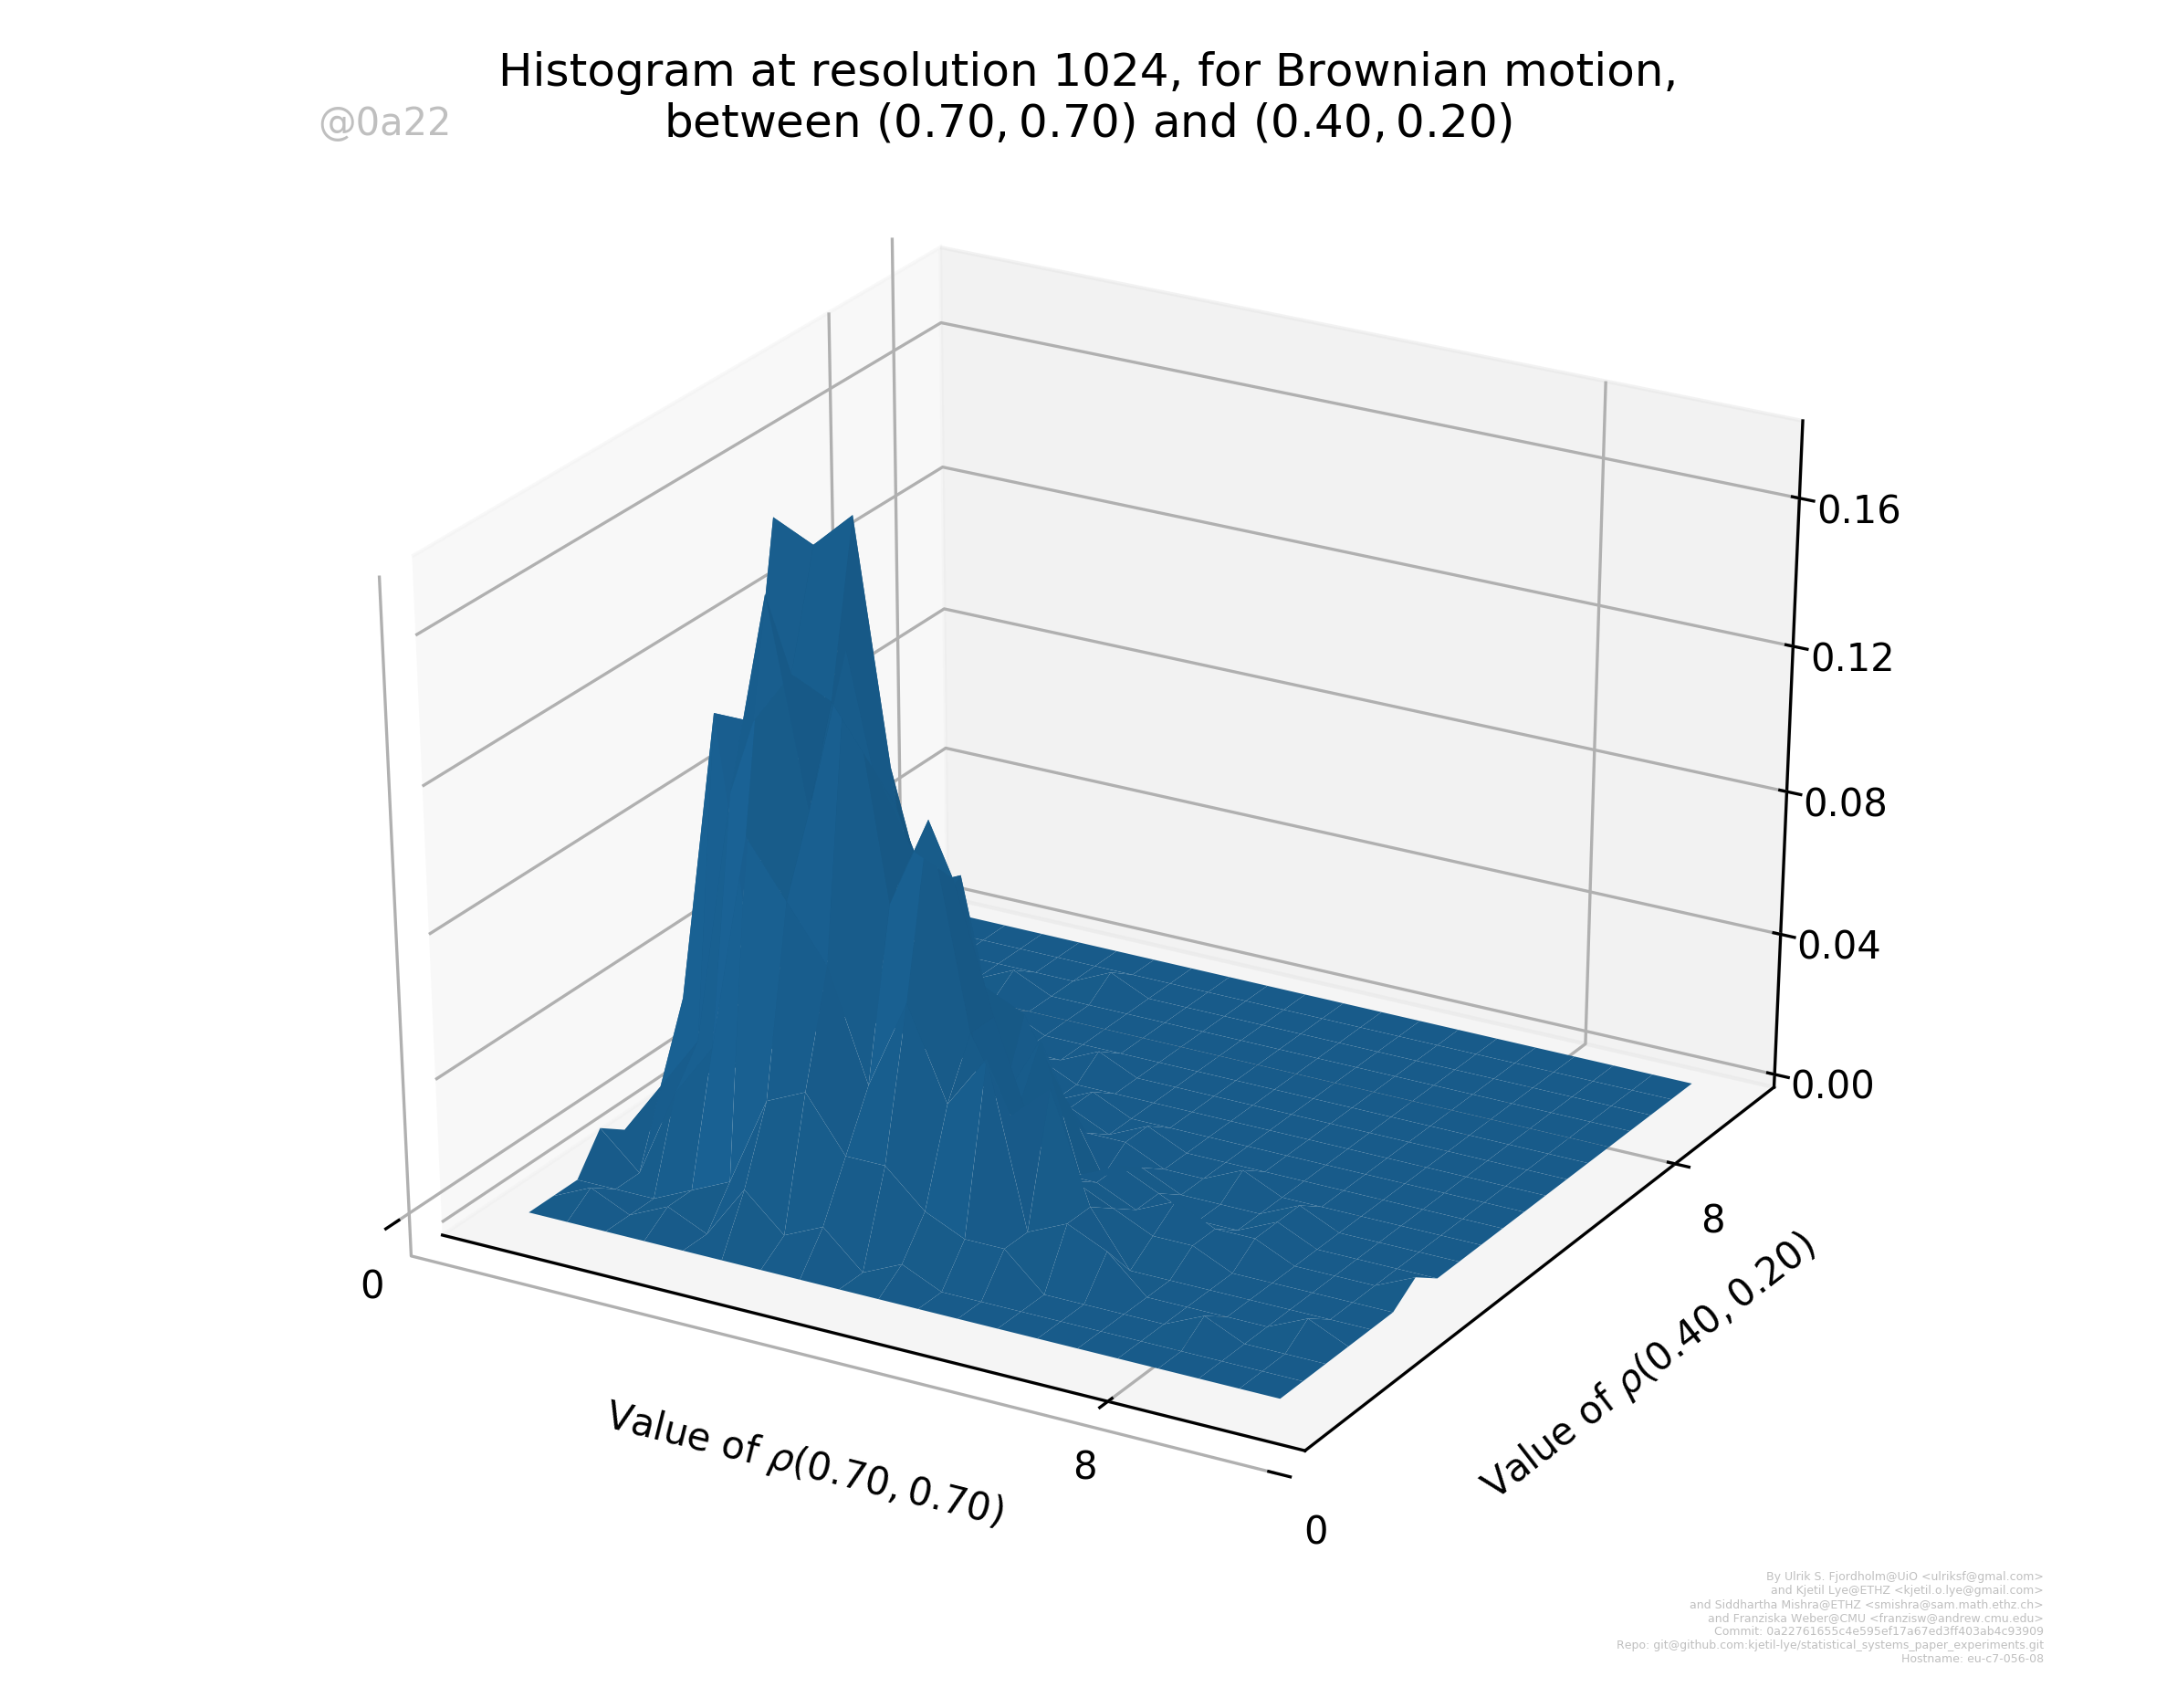 Histogram at resolution 1024, for Brownian motion,
@0a22
between (0.70, 0.70) and (0.40, 0.20)
0.16
0.12
0.08
0.04
0.00
8
0
Value of ρ(0.70, 0.70)
8
0
Value of ρ(0.40, 0.20)
By Ulrik S. Fjordholm@UiO <ulriksf@gmal.com>
and Kjetil Lye@ETHZ <kjetil.o.lye@gmail.com>
and Siddhartha Mishra@ETHZ <smishra@sam.math.ethz.ch>
and Franziska Weber@CMU <franzisw@andrew.cmu.edu>
Commit: 0a22761655c4e595ef17a67ed3ff403ab4c93909
Repo: git@github.com:kjetil-lye/statistical_systems_paper_experiments.git
Hostname: eu-c7-056-08